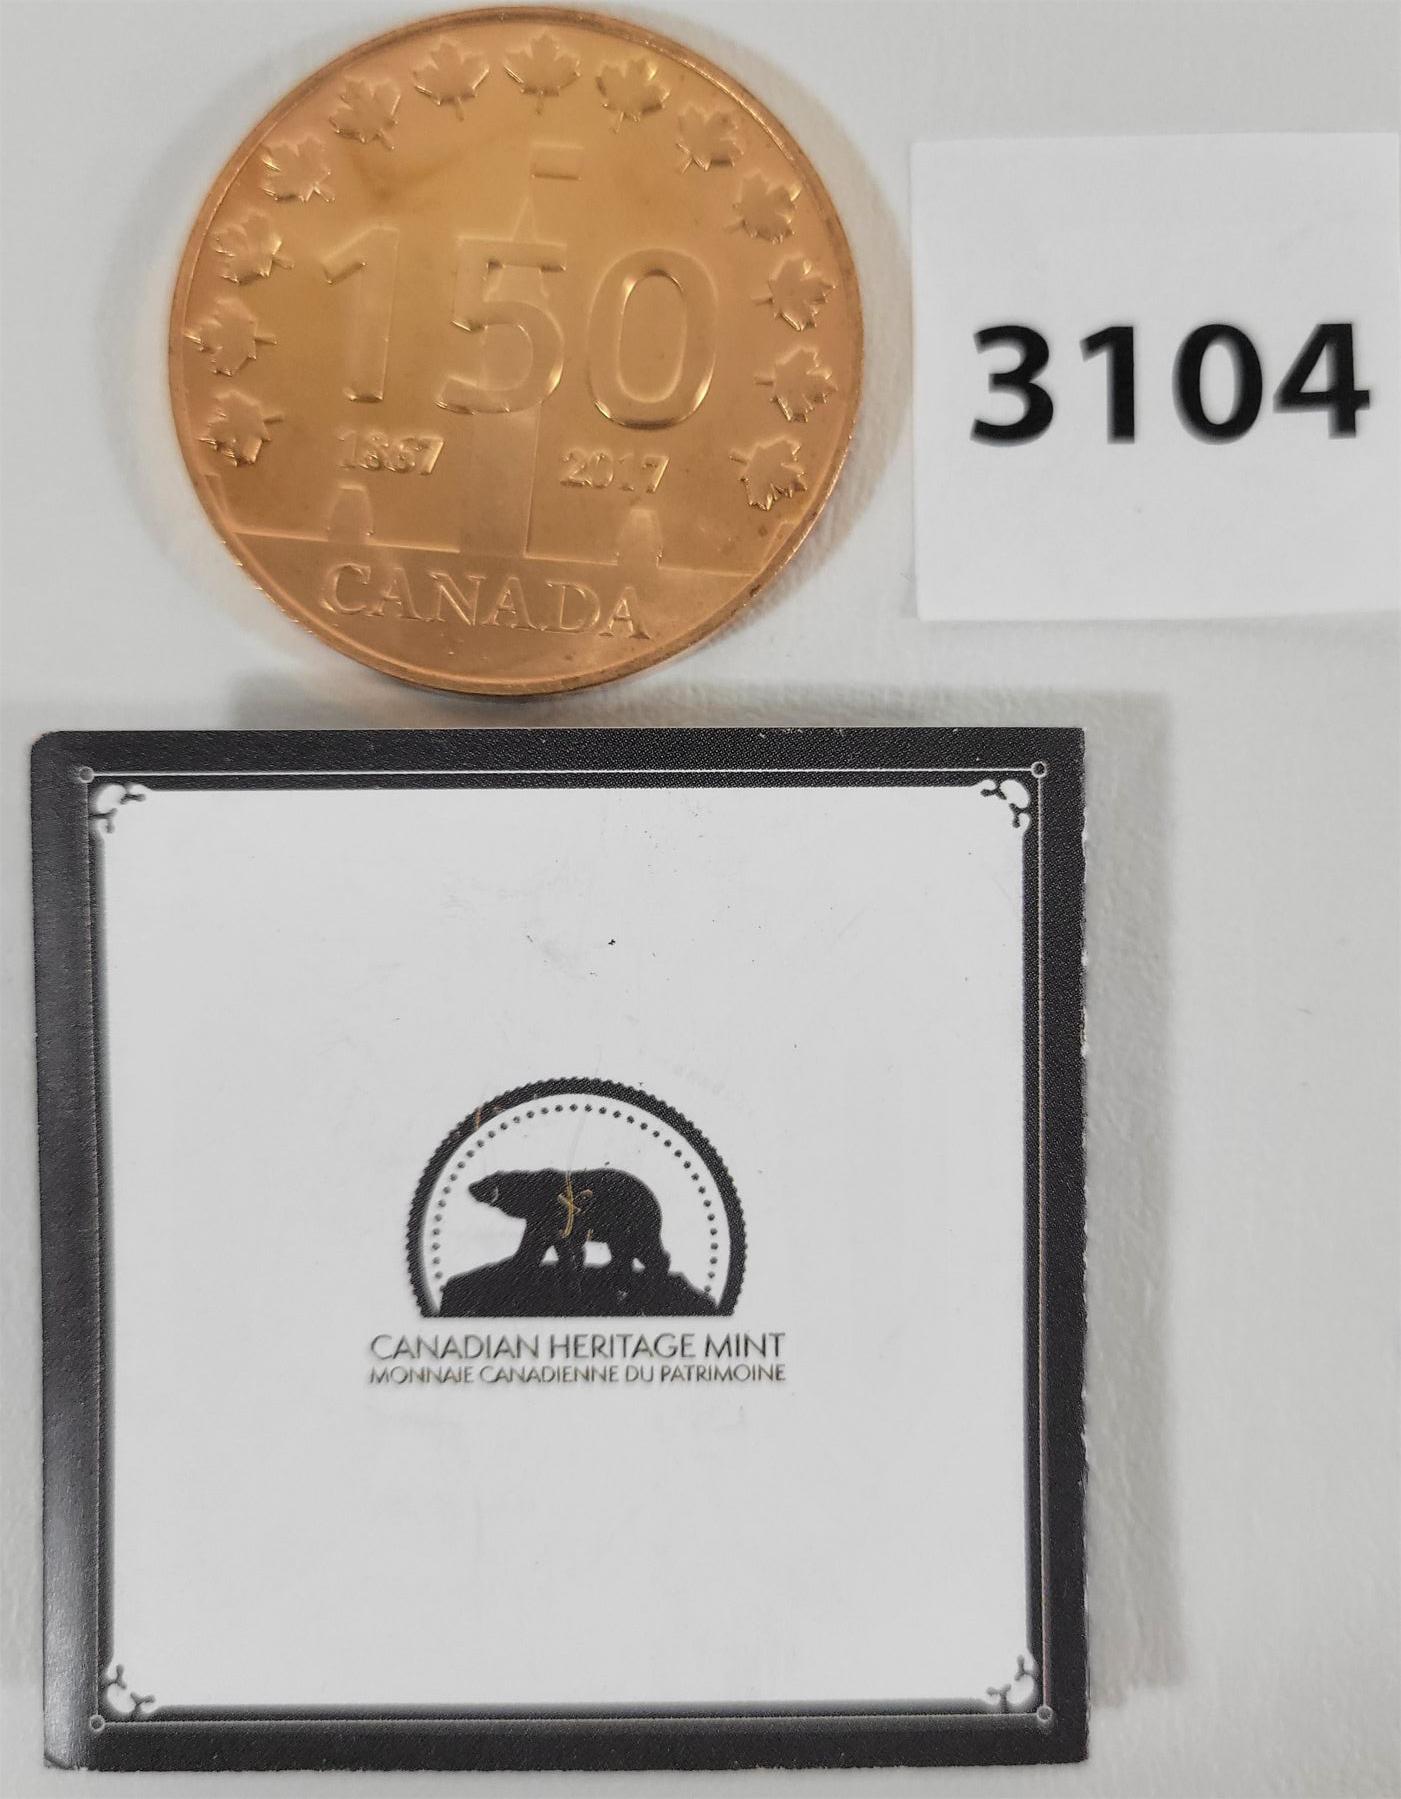 150
1867 2017
CANADA
3104
CANADIAN HERITAGE MINT
MONNAIE CANADIENNE DU PATRIMOINE